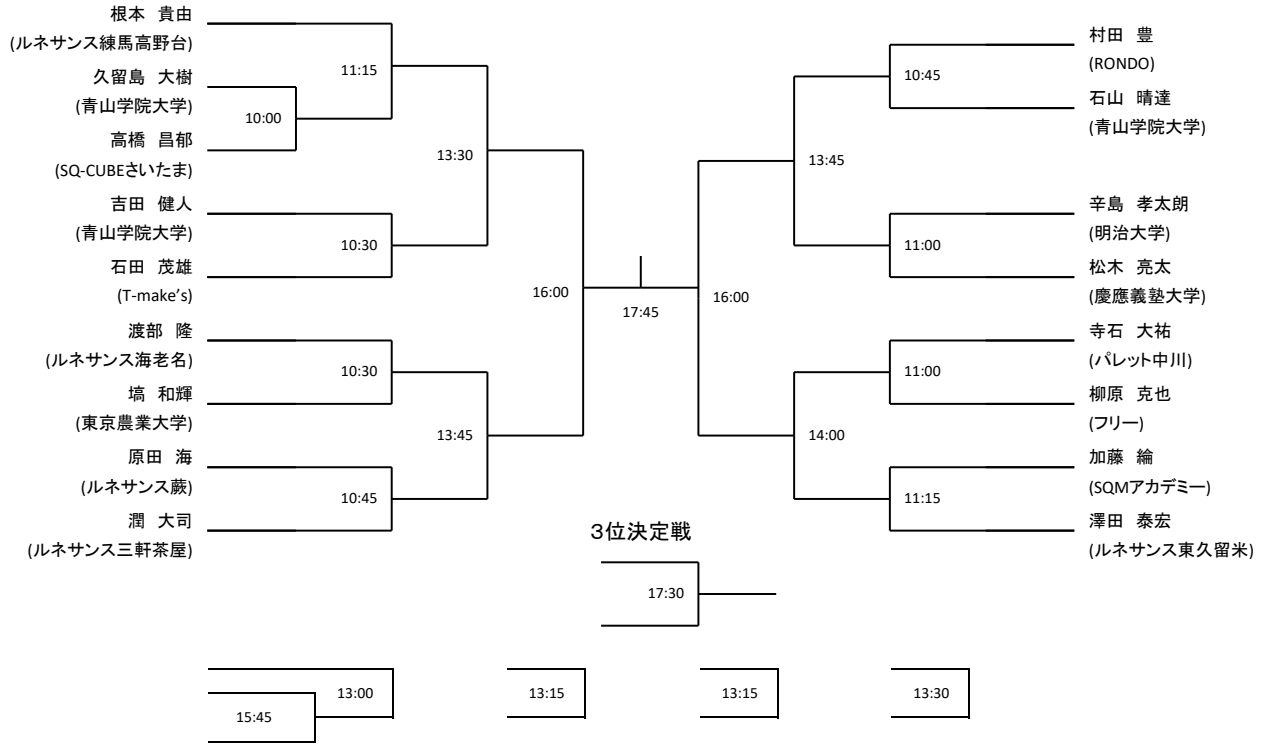 根本 貴由
(ルネサンス練馬高野台)
久留島 大樹
(青山学院大学)
高橋 昌郁
(SQ-CUBEさいたま)
吉田 健人
(青山学院大学)
石田 茂雄
(T-make's)
渡部 隆
(ルネサンス海老名)
塙 和輝
(東京農業大学)
原田 海
(ルネサンス蕨)
潤 大司
(ルネサンス三軒茶屋)
11:15
10:00
13:30
10:30
16:00
10:30
13:45
10:45
17:45
村田 豊
(RONDO)
石山 晴達
(青山学院大学)
辛島 孝太朗
(明治大学)
松木 亮太
(慶應義塾大学)
寺石 大祐
(パレット中川)
柳原 克也
(フリー)
加藤 綸
(SQMアカデミー)
澤田 泰宏
(ルネサンス東久留米)
10:45
13:45
11:00
16:00
11:00
14:00
11:15
3位決定戦
17:30
13:00
15:45
13:15
13:15
13:30